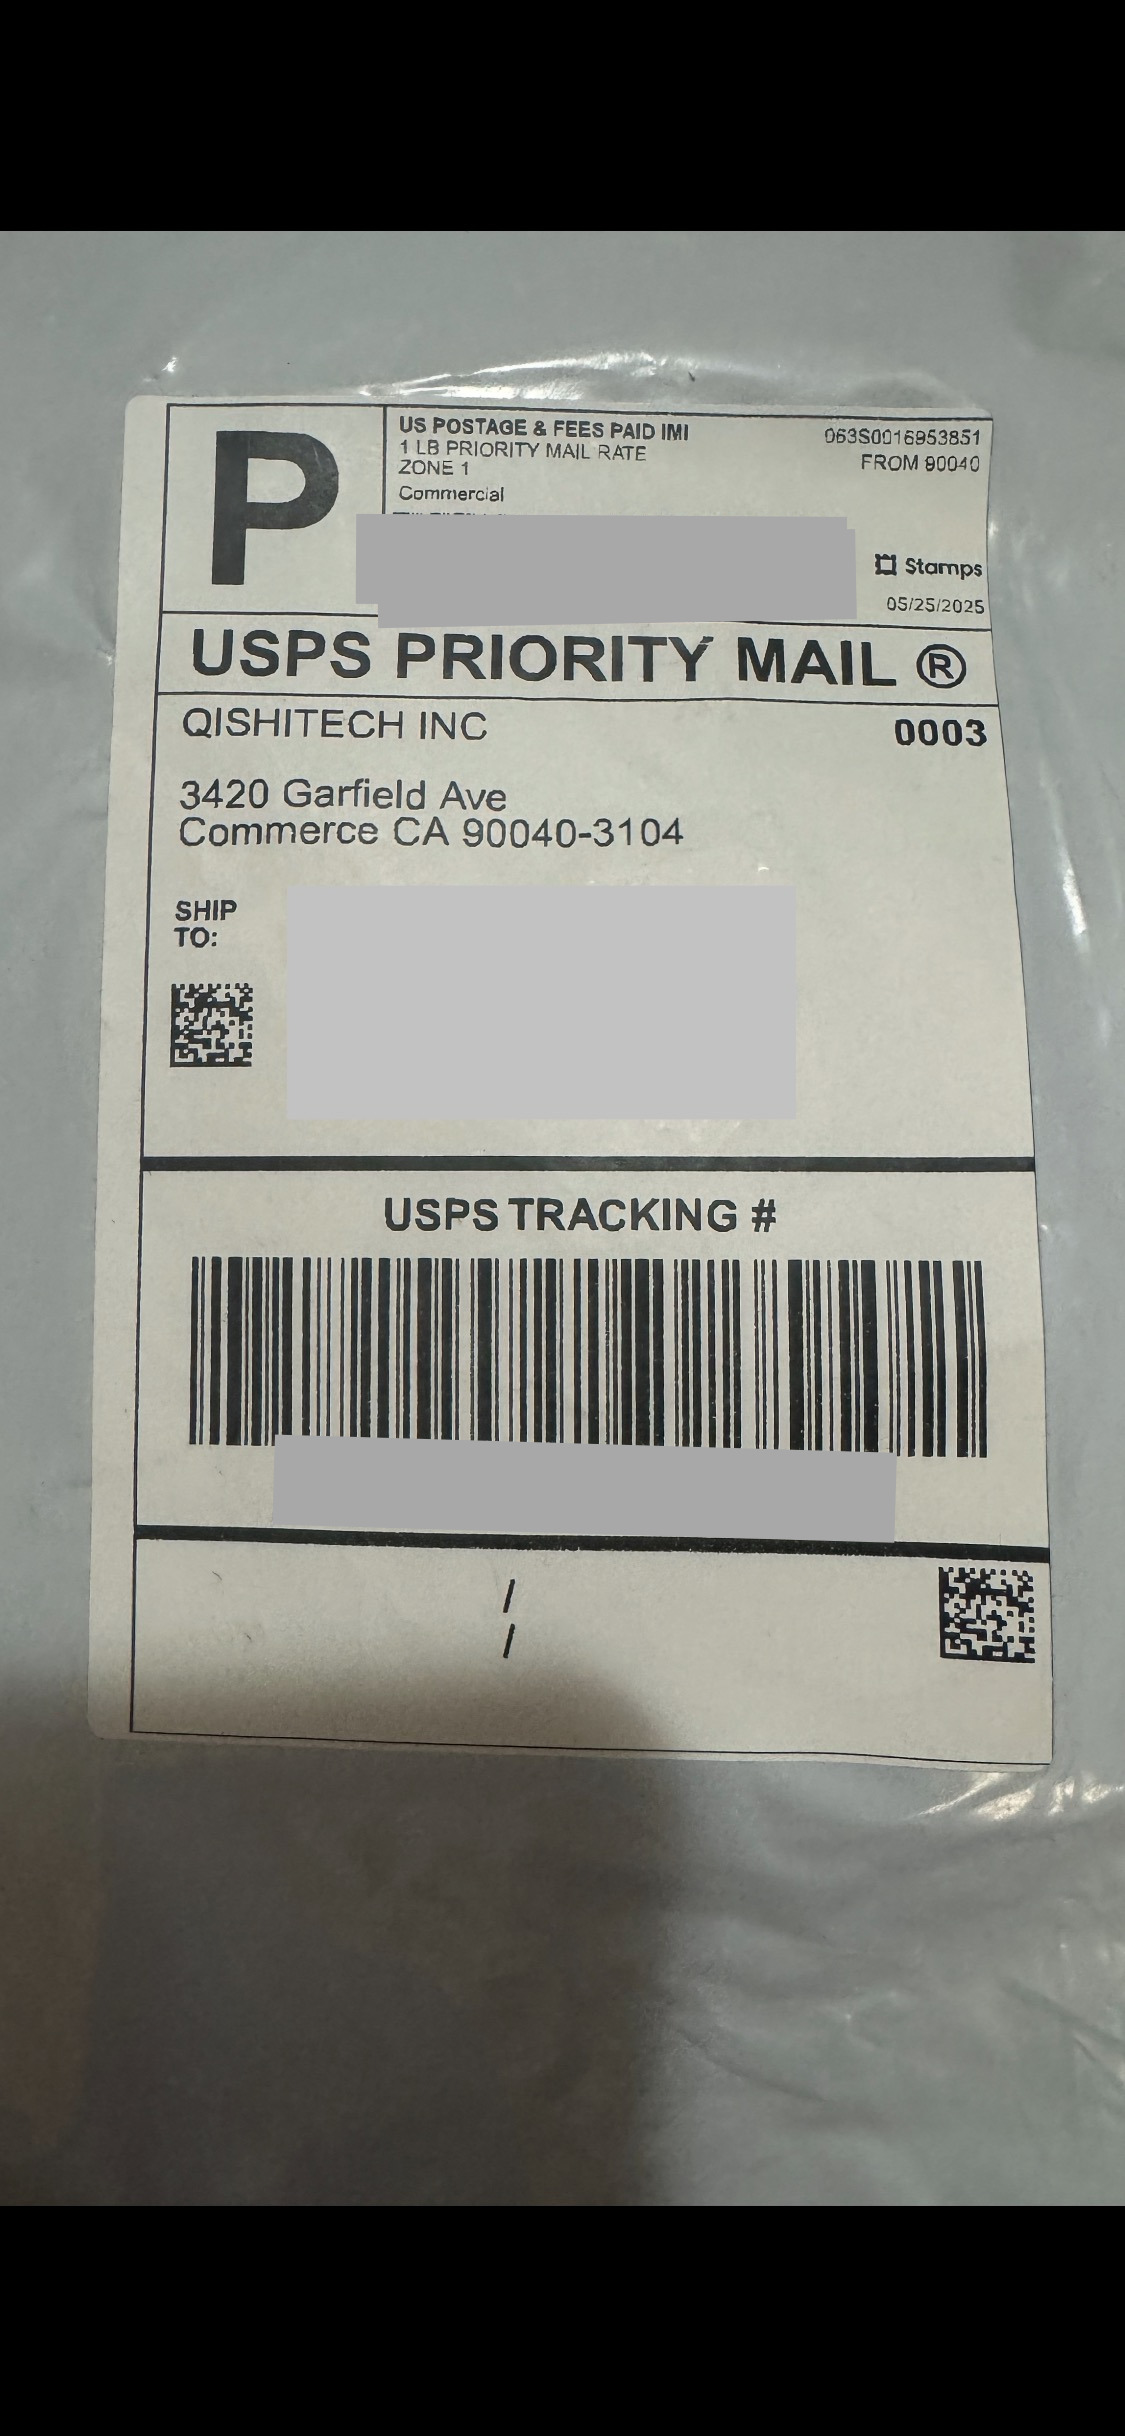 P
US POSTAGE & FEES PAID IMI
1 LB PRIORITY MAIL RATE
ZONE 1
Commercial
063S0016953851
FROM 90040
Stamps
05/25/2025
USPS PRIORITY MAIL ®
QISHITECH INC
0003
3420 Garfield Ave
Commerce CA 90040-3104
SHIP
TO:
USPS TRACKING #
/
/